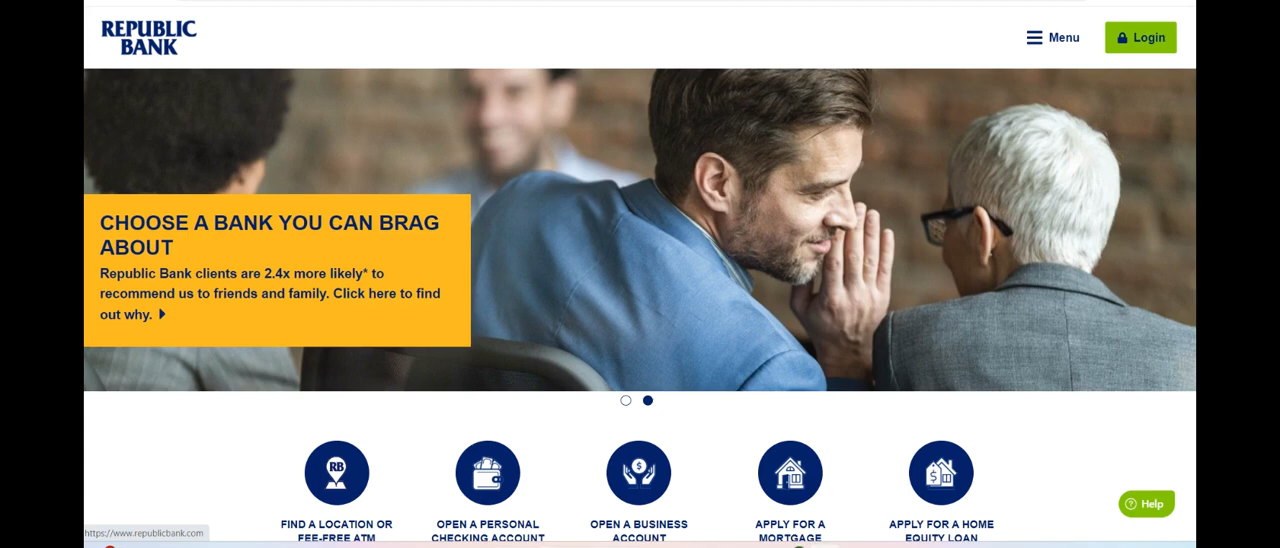 REPUBLIC
BANK
Menu
Login
CHOOSE A BANK YOU CAN BRAG
ABOUT
Republic Bank clients are 2.4x more likely* to
recommend us to friends and family. Click here to find
out why.
RB
$
$
FIND A LOCATION OR
FEE-FREE ATM
OPEN A PERSONAL
CHECKING ACCOUNT
OPEN A BUSINESS
ACCOUNT
APPLY FOR A
MORTGAGE
APPLY FOR A HOME
EQUITY LOAN
? Help
https://www.republicbank.com